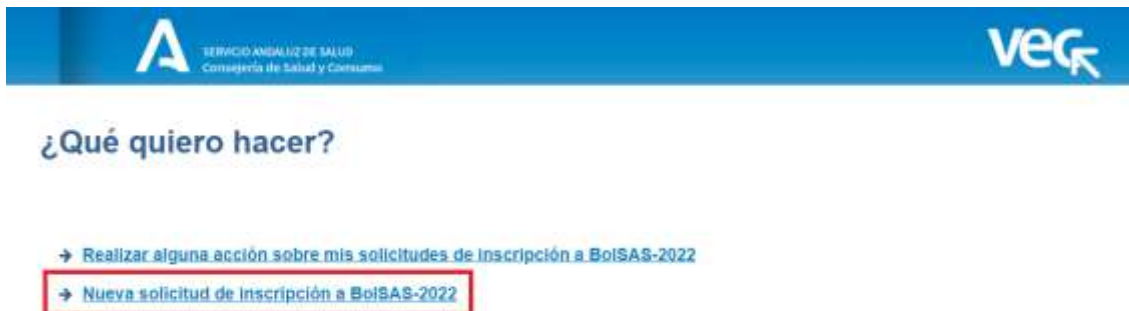 SERVICIO ANDALUZ DE SALUD
Consejería de Salud y Consumo
vec
¿Qué quiero hacer?
Realizar alguna acción sobre mis solicitudes de inscripción a BolSAS-2022
Nueva solicitud de inscripción a BolSAS-2022